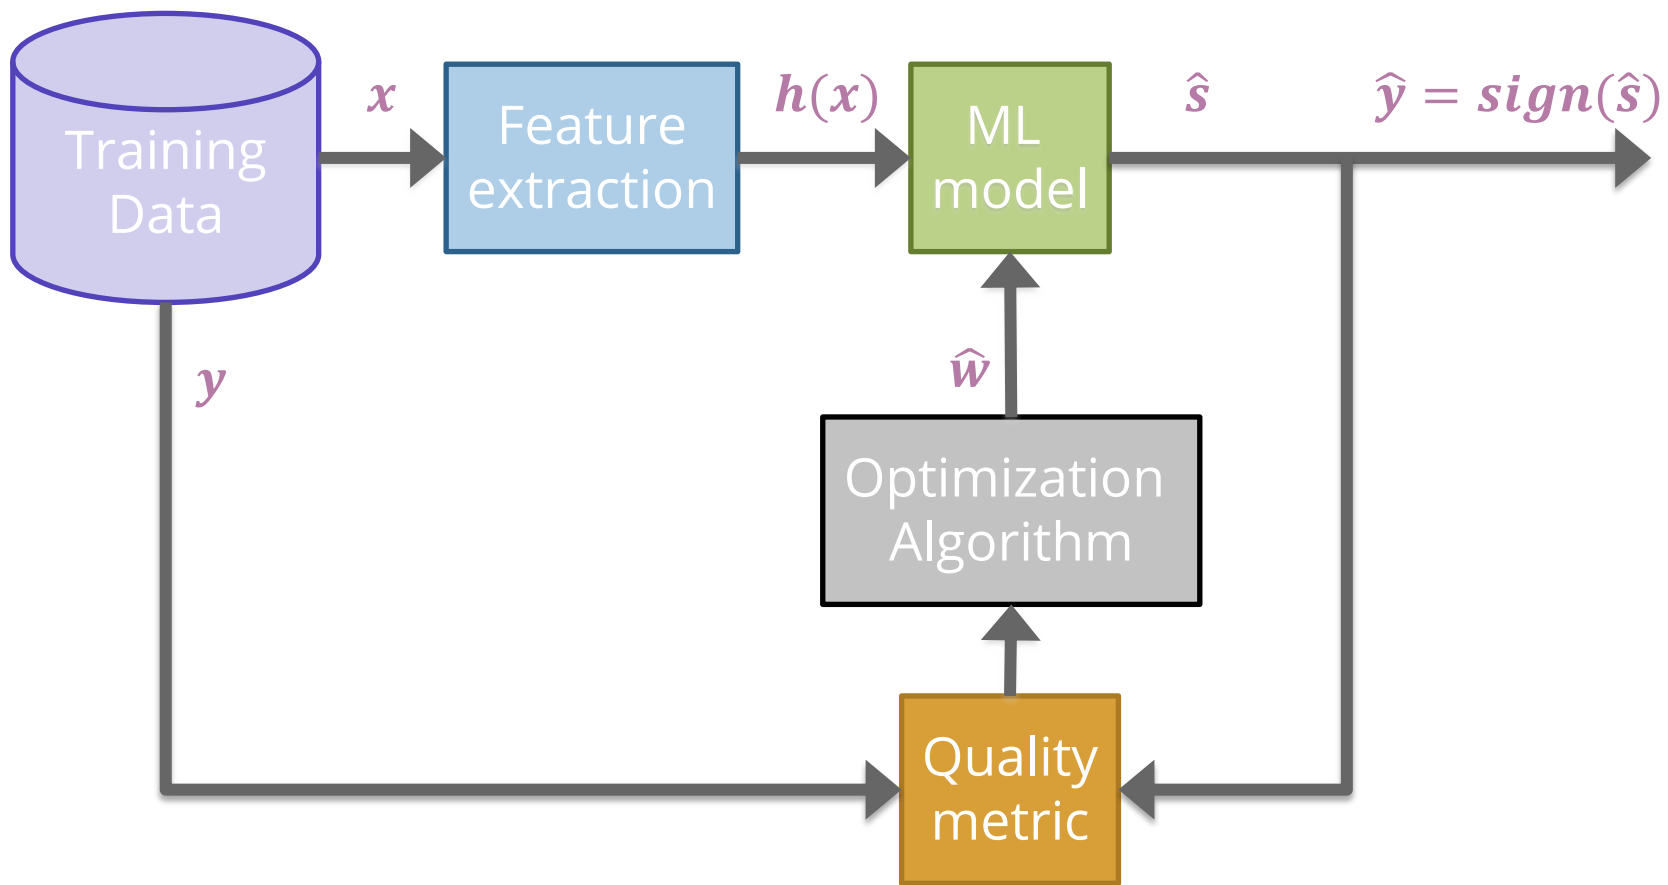 Training
Data
x
Feature
extraction
h(x)
ML
model
ŝ
ŷ = sign(ŝ)
y
ŵ
Optimization
Algorithm
Quality
metric